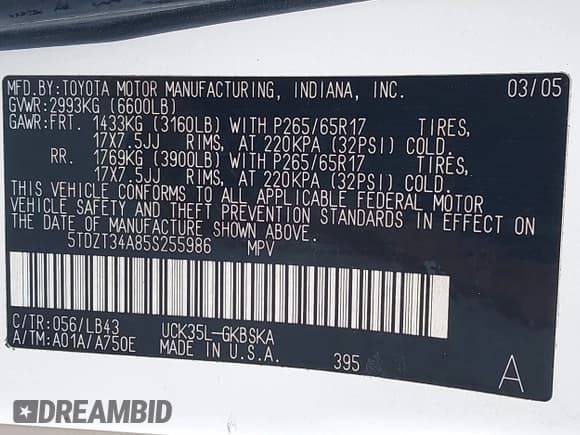 MFD.BY:TOYOTA MOTOR MANUFACTURING, INDIANA, INC. 03/05
GVWR:2993KG (6600LB)
GAWR:FRT. 1433KG (3160LB) WITH P265/65R17 TIRES,
17X7.5JJ RIMS, AT 220KPA (32PSI) COLD.
RR. 1769KG (3900LB) WITH P265/65R17 TIRES,
17X7.5JJ RIMS, AT 220KPA (32PSI) COLD.
THIS VEHICLE CONFORMS TO ALL APPLICABLE FEDERAL MOTOR
VEHICLE SAFETY AND THEFT PREVENTION STANDARDS IN EFFECT ON
THE DATE OF MANUFACTURE SHOWN ABOVE.
5TDZT34A85S255986 MPV
C/TR:056/LB43 UCK35L-GKBSKA
A/TM:A01A/A750E MADE IN U.S.A. 395 A
DREAMBID